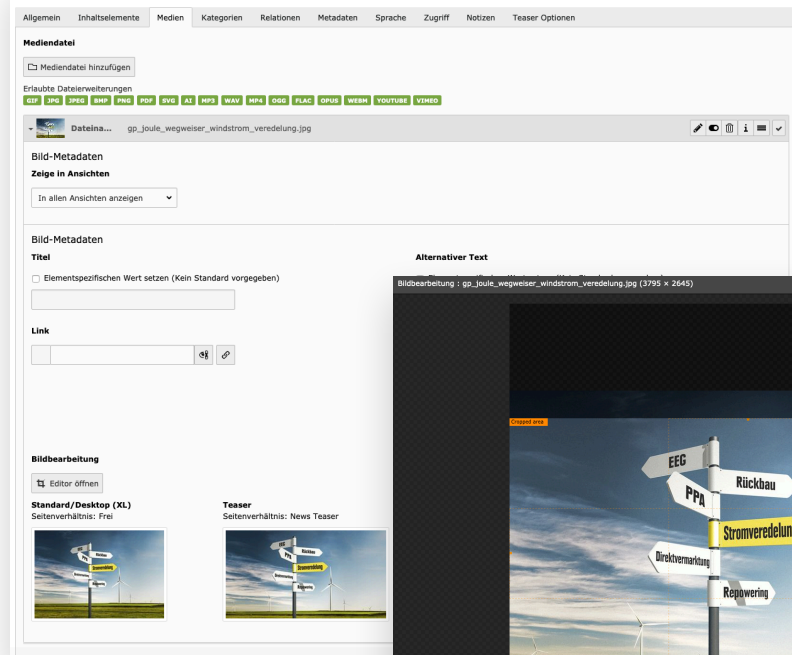 Allgemein Inhaltselemente Medien Kategorien Relationen Metadaten Sprache Zugriff Notizen Teaser Optionen
Mediendatei
Mediendatei hinzufügen
Erlaubte Dateierweiterungen
GIF JPG JPEG BMP PNG PDF SVG AI MP3 WAV MP4 OGG FLAC OPUS WEBM YOUTUBE VIMEO
Dateina... gp_joule_wegweiser_windstrom_veredelung.jpg
Bild-Metadaten
Zeige in Ansichten
In allen Ansichten anzeigen
Bild-Metadaten
Titel
Alternativer Text
Elementspezifischen Wert setzen (Kein Standard vorgegeben)
Bildbearbeitung : gp_joule_wegweiser_windstrom_veredelung.jpg (3795 × 2645)
Link
Cropped area
Bildbearbeitung
Editor öffnen
Standard/Desktop (XL)
Seitenverhältnis: Frei
Teaser
Seitenverhältnis: News Teaser
EEG
Rückbau
PPA
Stromveredelun
Direktvermarktung
Repowering